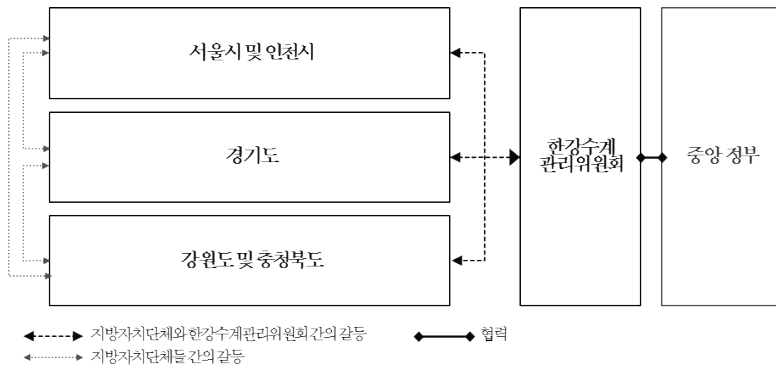 서울시 및 인천시
경기도
강원도 및 충청북도
한강수계
관리위원회
중앙 정부
지방자치단체와 한강수계관리위원회 간의 갈등
협력
지방자치단체들 간의 갈등